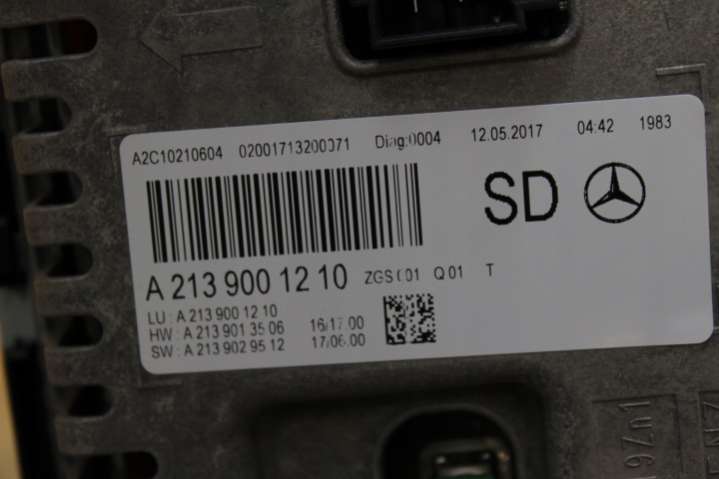 A2C10210604 02001713200071 Diag:0004 12.05.2017 04:42 1983
SD
A 213 900 12 10 ZGS 001 Q 01 T
LU : A 213 900 12 10
HW : A 213 901 35 06 16/17.00
SW : A 213 902 95 12 17/06.00